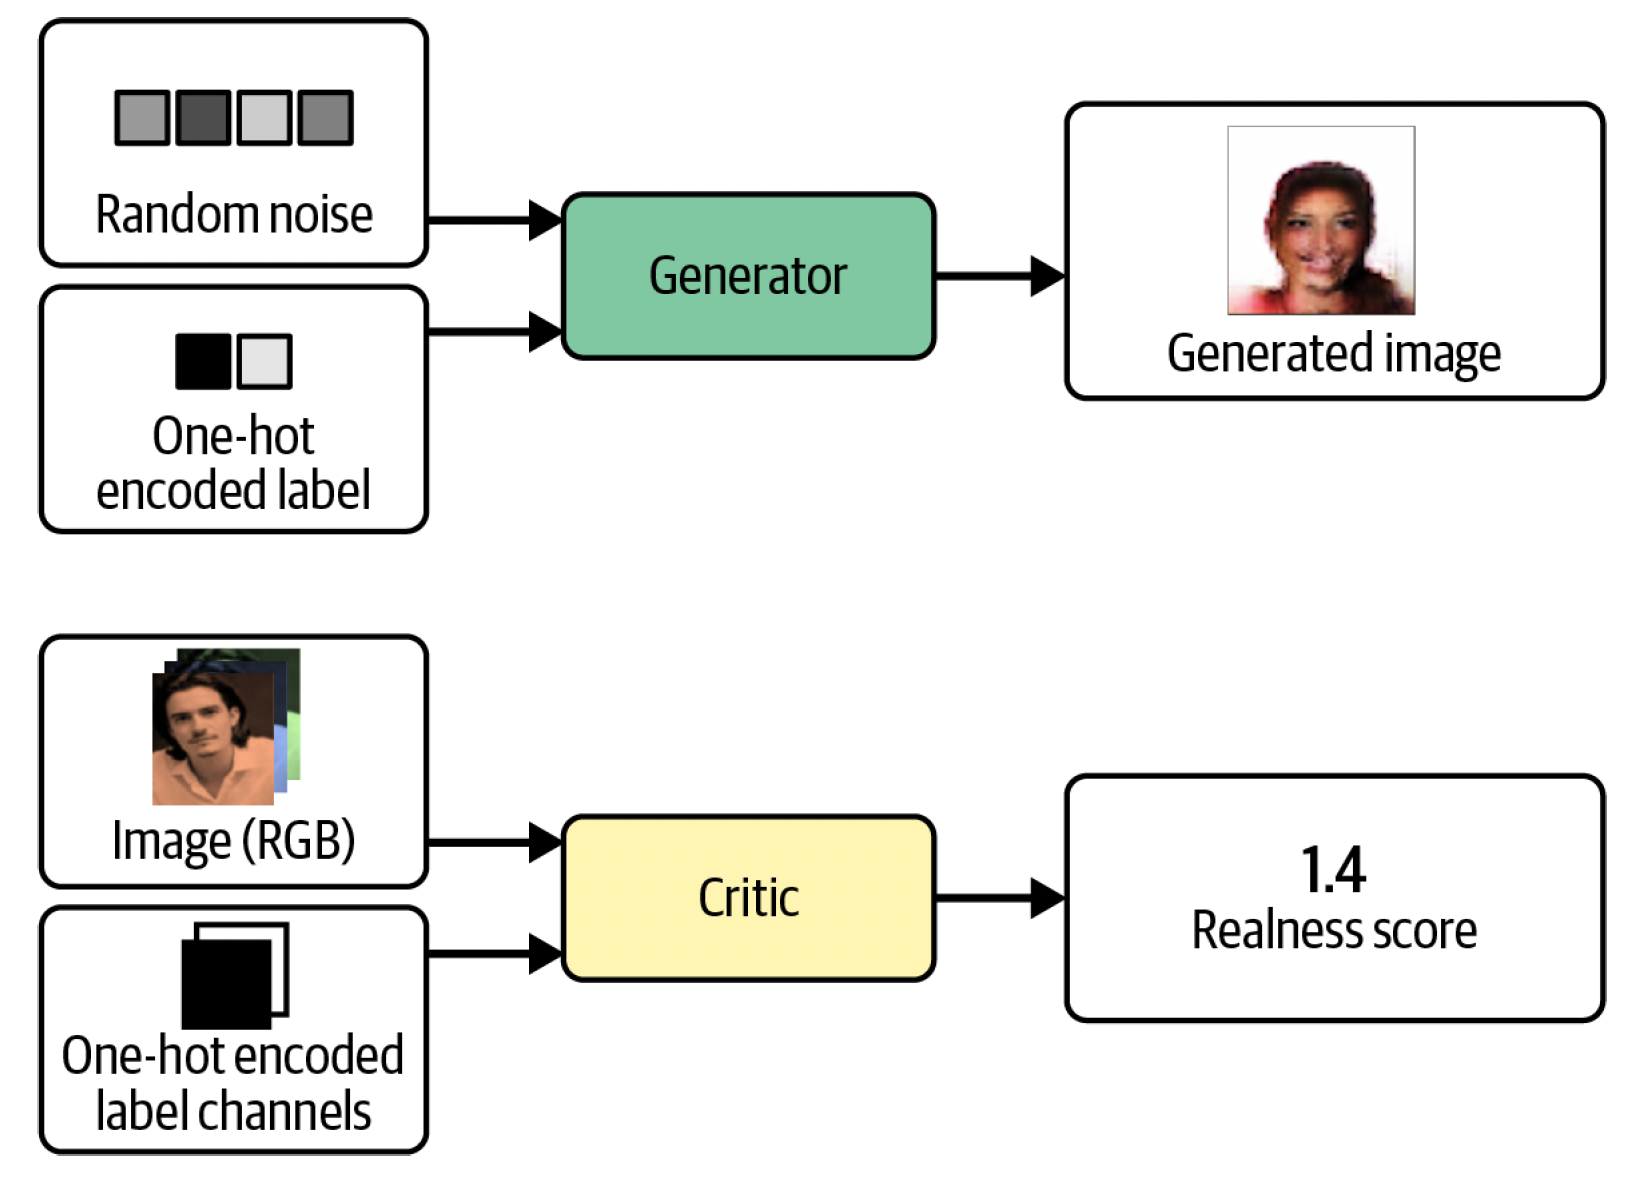 Random noise
One-hot
encoded label
Generator
Generated image
Image (RGB)
One-hot encoded
label channels
Critic
1.4
Realness score